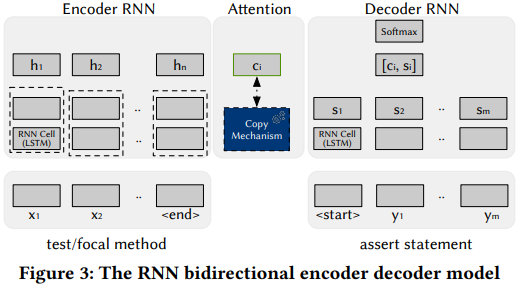 Encoder RNN Attention Decoder RNN
Softmax
h1 h2 hn ci [ci, si]
s1 s2 .. sm
..
RNN Cell
(LSTM)
..
Copy
Mechanism
RNN Cell
(LSTM)
..
.. ..
x1 x2 <end> <start> y1 ym
test/focal method assert statement
Figure 3: The RNN bidirectional encoder decoder model